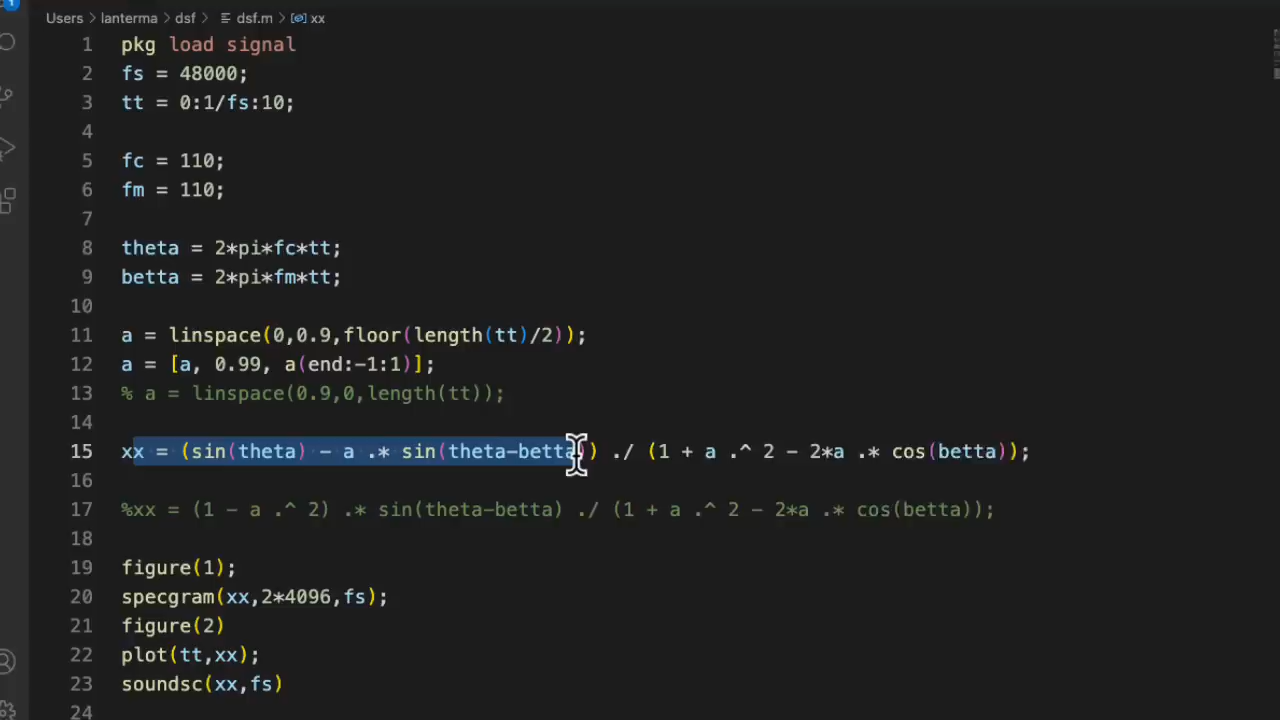 Users > lanterma > dsf > dsf.m > xx
1 pkg load signal
2 fs = 48000;
3 tt = 0:1/fs:10;
4
5 fc = 110;
6 fm = 110;
7
8 theta = 2*pi*fc*tt;
9 betta = 2*pi*fm*tt;
10
11 a = linspace(0,0.9,floor(length(tt)/2));
12 a = [a, 0.99, a(end:-1:1)];
13 % a = linspace(0.9,0,length(tt));
14
15 xx = (sin(theta) - a .* sin(theta-betta)) ./ (1 + a .^ 2 - 2*a .* cos(betta));
16
17 %xx = (1 - a .^ 2) .* sin(theta-betta) ./ (1 + a .^ 2 - 2*a .* cos(betta));
18
19 figure(1);
20 specgram(xx,2*4096,fs);
21 figure(2)
22 plot(tt,xx);
23 soundsc(xx,fs)
24